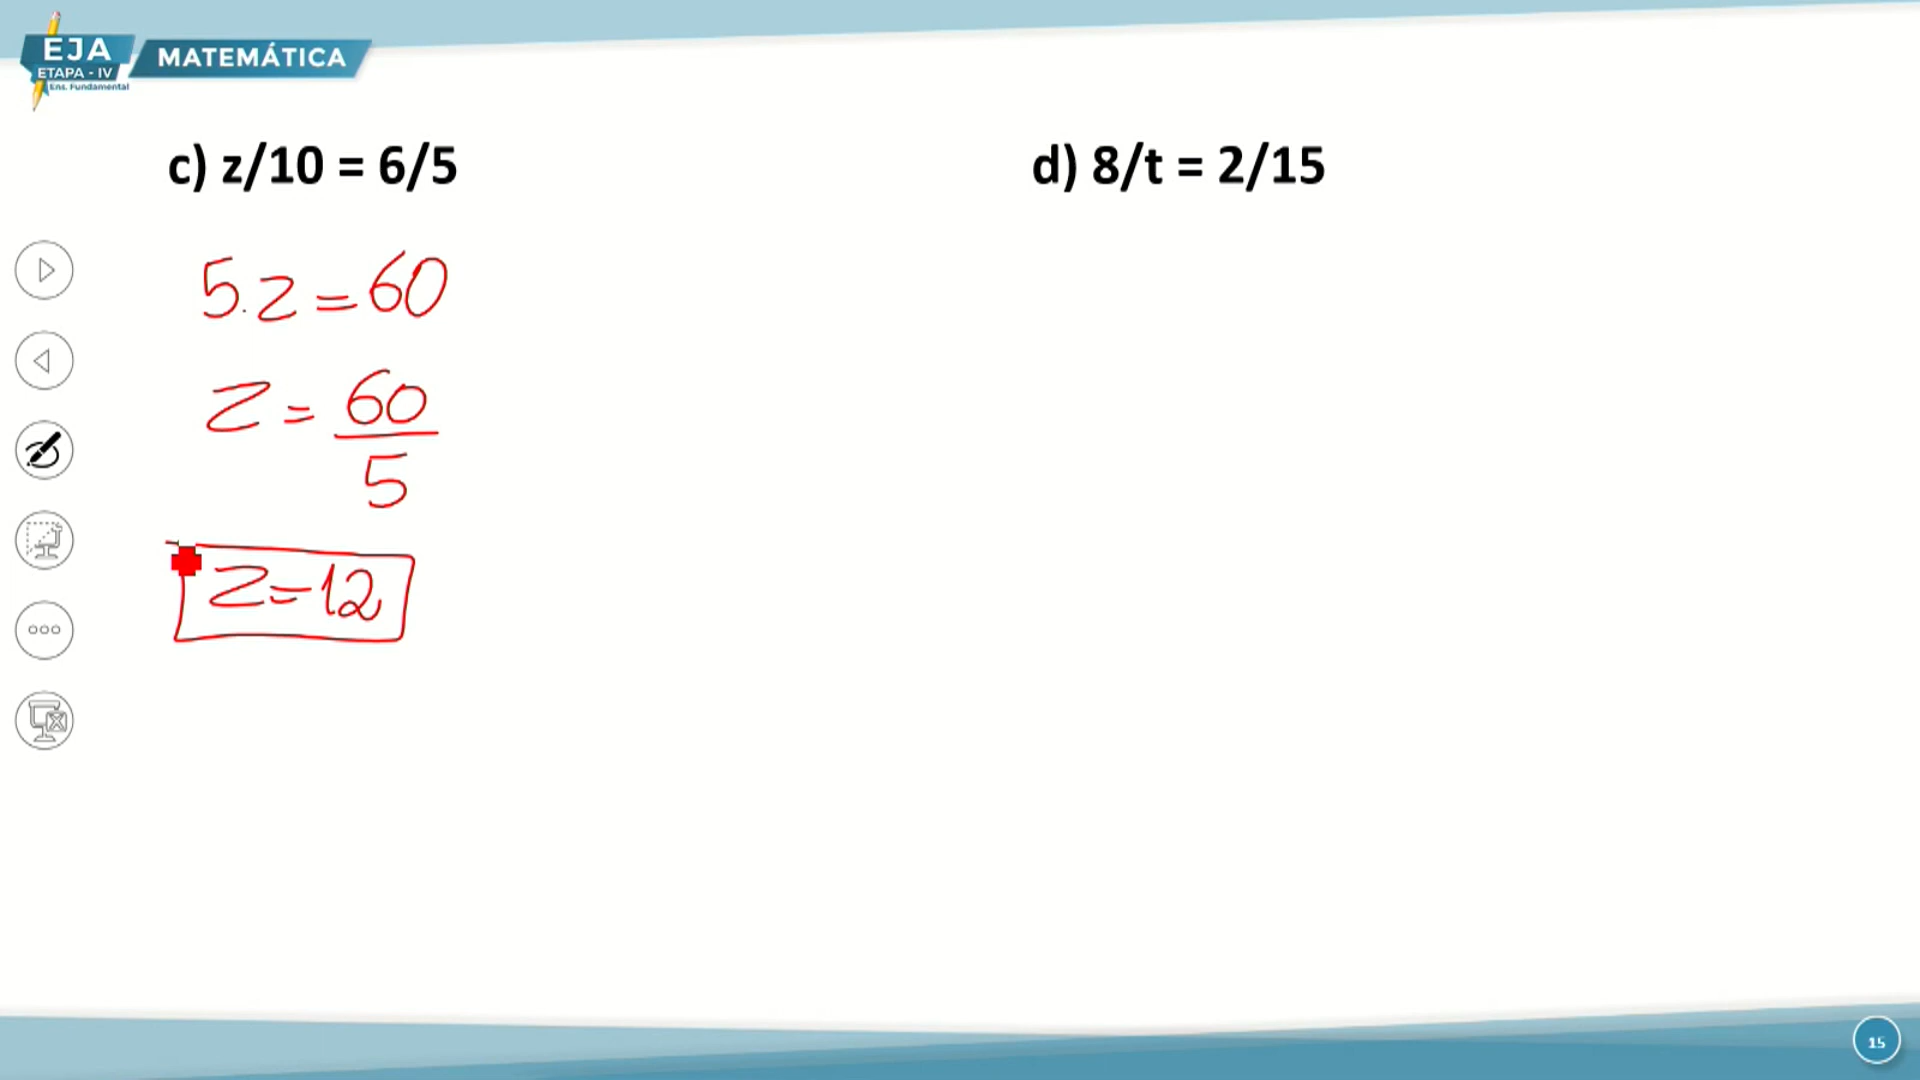 EJA
ETAPA - IV
Ens. Fundamental
MATEMÁTICA
c) z/10 = 6/5
5.z=60
z = 60
5
z=12
d) 8/t = 2/15
15